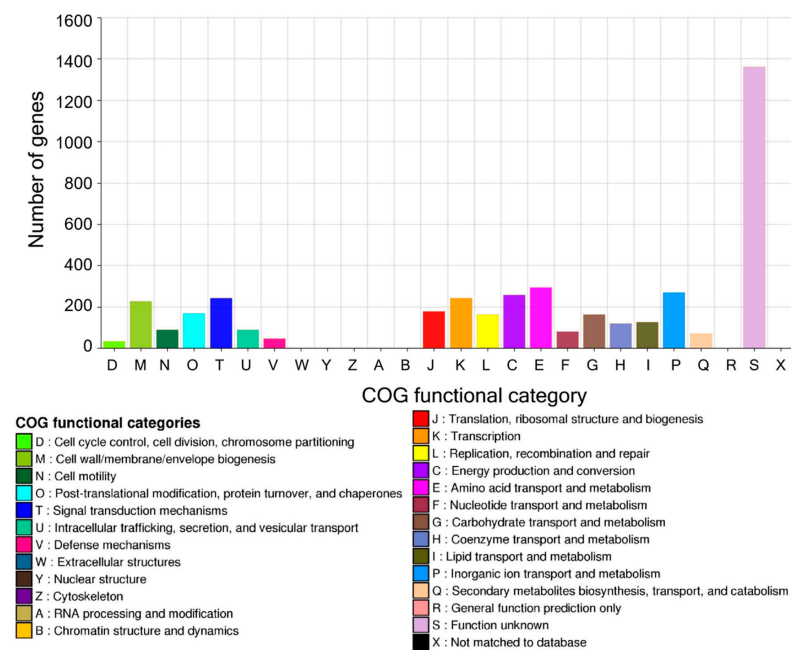 1600
1400
1200
1000
800
600
400
200
0
Number of genes
D M N O T U V W Y Z A B J K L C E F G H I P Q R S X
COG functional category
COG functional categories
D : Cell cycle control, cell division, chromosome partitioning
M : Cell wall/membrane/envelope biogenesis
N : Cell motility
O : Post-translational modification, protein turnover, and chaperones
T : Signal transduction mechanisms
U : Intracellular trafficking, secretion, and vesicular transport
V : Defense mechanisms
W : Extracellular structures
Y : Nuclear structure
Z : Cytoskeleton
A : RNA processing and modification
B : Chromatin structure and dynamics
J : Translation, ribosomal structure and biogenesis
K : Transcription
L : Replication, recombination and repair
C : Energy production and conversion
E : Amino acid transport and metabolism
F : Nucleotide transport and metabolism
G : Carbohydrate transport and metabolism
H : Coenzyme transport and metabolism
I : Lipid transport and metabolism
P : Inorganic ion transport and metabolism
Q : Secondary metabolites biosynthesis, transport, and catabolism
R : General function prediction only
S : Function unknown
X : Not matched to database